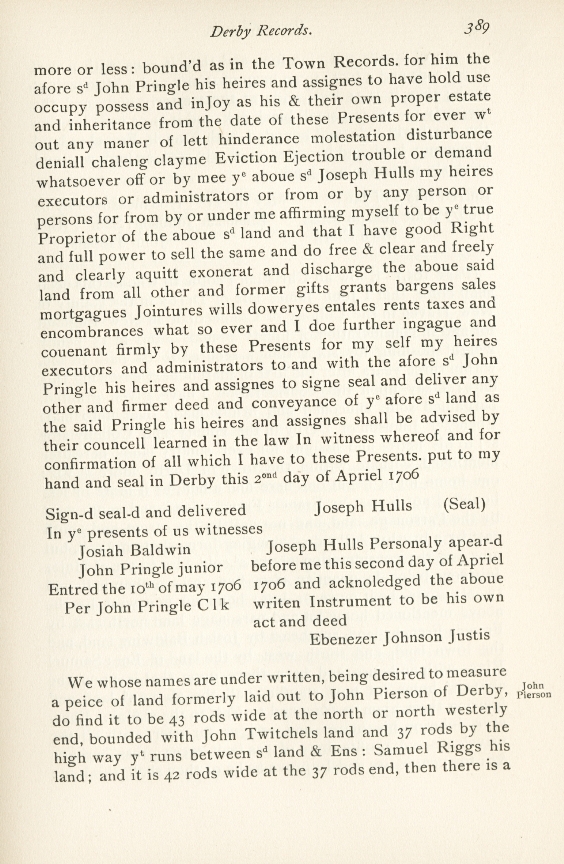 Derby Records. 389
more or less: bound'd as in the Town Records. for him the
afore sᵈ John Pringle his heires and assignes to have hold use
occupy possess and inJoy as his & their own proper estate
and inheritance from the date of these Presents for ever wᵗ
out any maner of lett hinderance molestation disturbance
deniall chaleng clayme Eviction Ejection trouble or demand
whatsoever off or by mee yᵉ aboue sᵈ Joseph Hulls my heires
executors or administrators or from or by any person or
persons for from by or under me affirming myself to be yᵉ true
Proprietor of the aboue sᵈ land and that I have good Right
and full power to sell the same and do free & clear and freely
and clearly aquitt exonerat and discharge the aboue said
land from all other and former gifts grants bargens sales
mortgagues Jointures wills doweryes entales rents taxes and
encombrances what so ever and I doe further ingague and
couenant firmly by these Presents for my self my heires
executors and administrators to and with the afore sᵈ John
Pringle his heires and assignes to signe seal and deliver any
other and firmer deed and conveyance of yᵉ afore sᵈ land as
the said Pringle his heires and assignes shall be advised by
their councell learned in the law In witness whereof and for
confirmation of all which I have to these Presents. put to my
hand and seal in Derby this 2ᵒⁿᵈ day of Apriel 1706
Sign-d seal-d and delivered Joseph Hulls (Seal)
In yᵉ presents of us witnesses
Josiah Baldwin Joseph Hulls Personaly apear-d
John Pringle junior before me this second day of Apriel
Entred the 10ᵗʰ of may 1706 1706 and acknoledged the aboue
Per John Pringle Clk writen Instrument to be his own
act and deed
Ebenezer Johnson Justis
We whose names are under written, being desired to measure
a peice of land formerly laid out to John Pierson of Derby,
John
Pierson
do find it to be 43 rods wide at the north or north westerly
end, bounded with John Twitchels land and 37 rods by the
high way yᵗ runs between sᵈ land & Ens: Samuel Riggs his
land; and it is 42 rods wide at the 37 rods end, then there is a